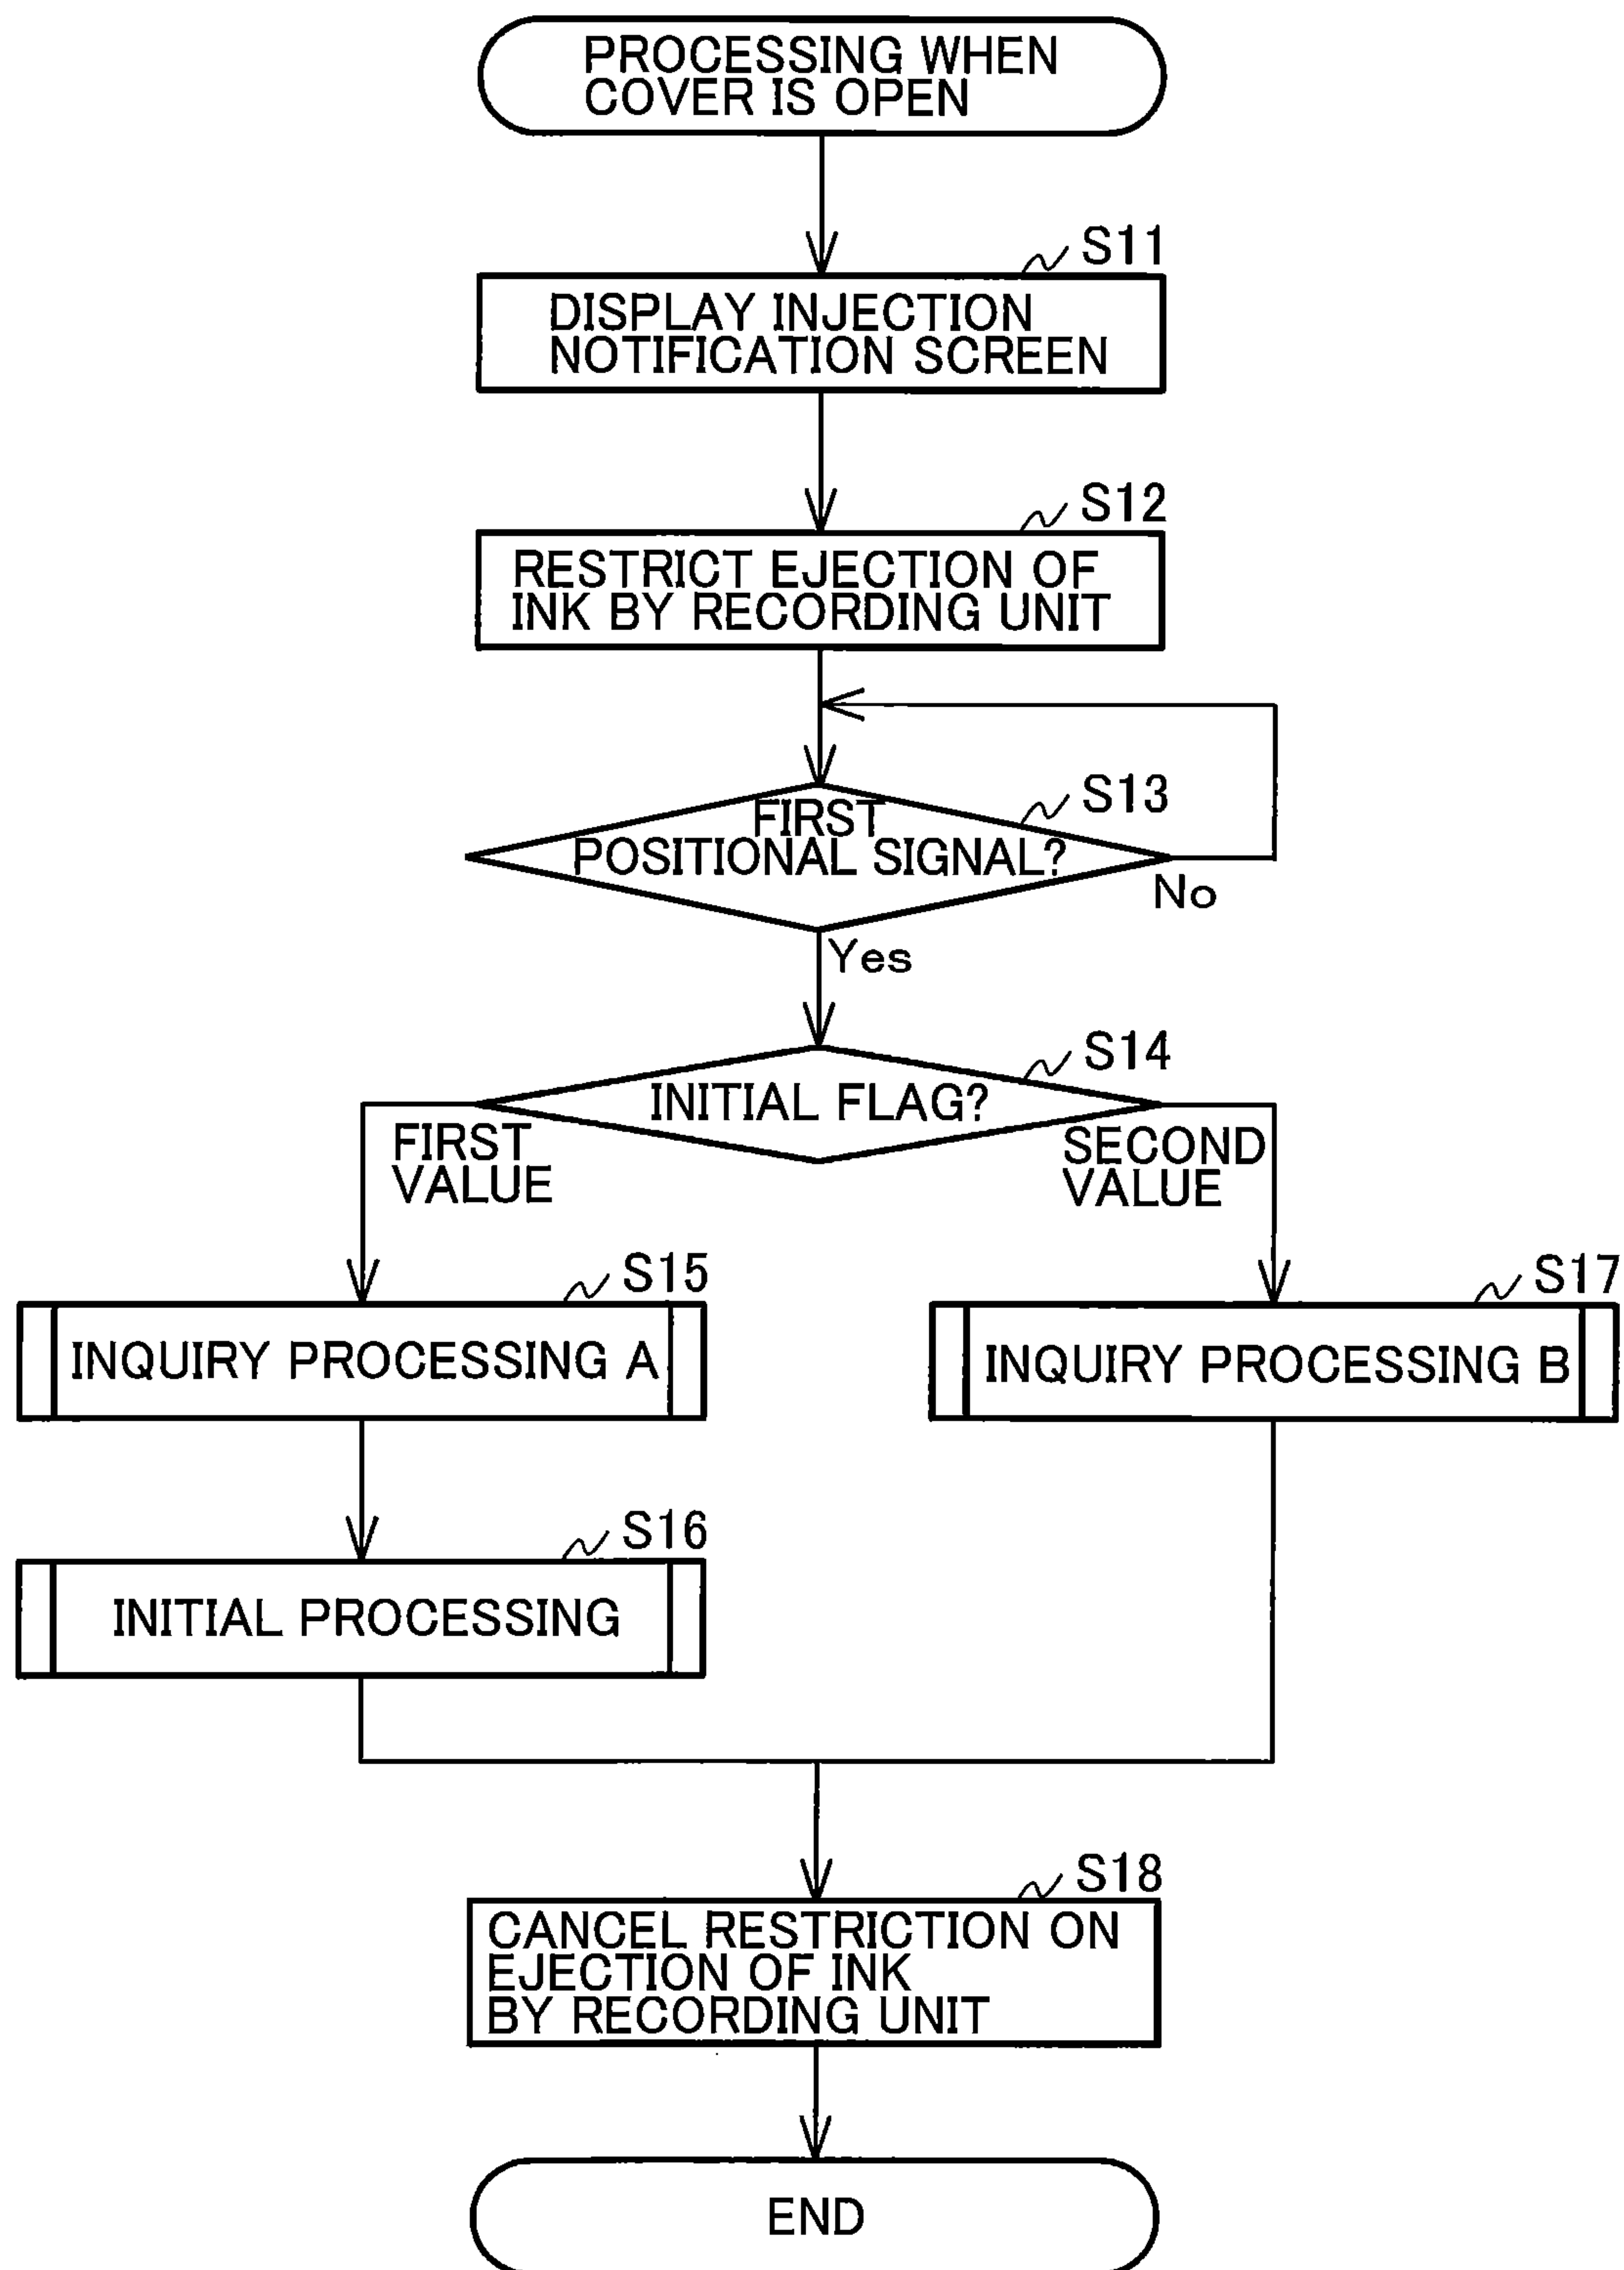 PROCESSING WHEN
COVER IS OPEN
S11
DISPLAY INJECTION
NOTIFICATION SCREEN
S12
RESTRICT EJECTION OF
INK BY RECORDING UNIT
S13
FIRST
POSITIONAL SIGNAL?
No
Yes
S14
INITIAL FLAG?
FIRST
VALUE
SECOND
VALUE
S15
INQUIRY PROCESSING A
S17
INQUIRY PROCESSING B
S16
INITIAL PROCESSING
S18
CANCEL RESTRICTION ON
EJECTION OF INK
BY RECORDING UNIT
END